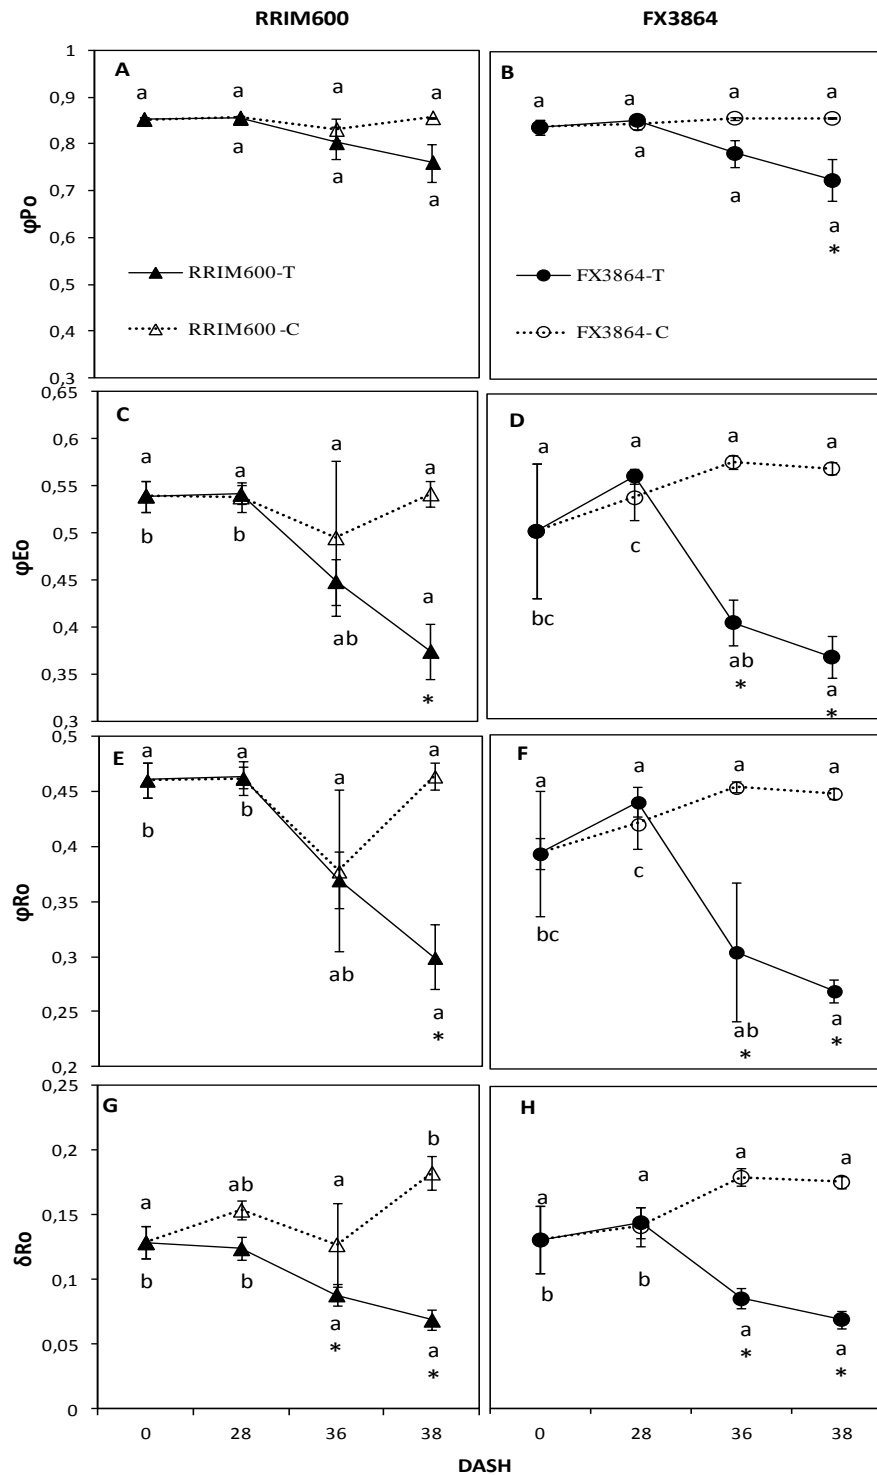 RRIM600 FX3864
1
0,9
0,8
0,7
0,6
0,5
0,4
0,3
φPo
A
a a a a
a a a
RRIM600-T
RRIM600 -C
B
a a a a
a a a
*
FX3864-T
FX3864-C
0,65
0,6
0,55
0,5
0,45
0,4
0,35
0,3
φEo
C
a a a a
b b ab a
*
D
a a a a
bc c ab a
* *
0,5
0,45
0,4
0,35
0,3
0,25
0,2
φRo
E
a a a a
b b ab a
*
F
a a a a
bc c ab a
* *
0,25
0,2
0,15
0,1
0,05
0
δRo
G
a ab a b
b b a a
* *
H
a a a a
b b a a
* *
0 28 36 38 0 28 36 38
DASH